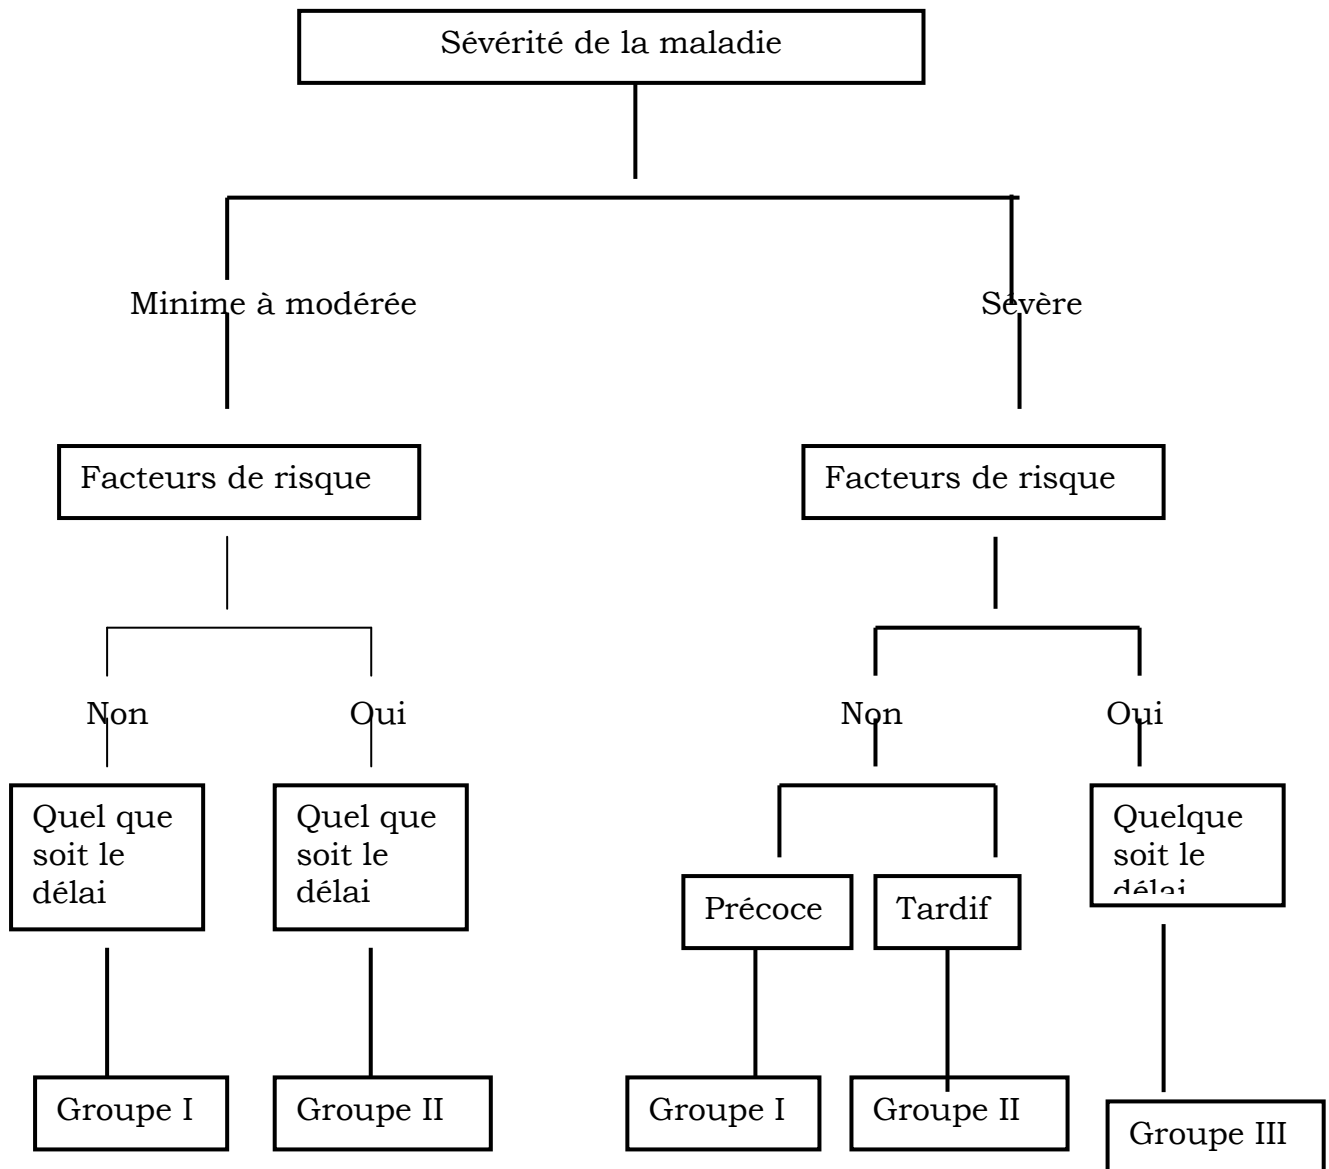 Sévérité de la maladie
Minime à modérée
Sévère
Facteurs de risque
Facteurs de risque
Non
Oui
Non
Oui
Quel que
soit le
délai
Quel que
soit le
délai
Précoce
Tardif
Quelque
soit le
délai
Groupe I
Groupe II
Groupe I
Groupe II
Groupe III